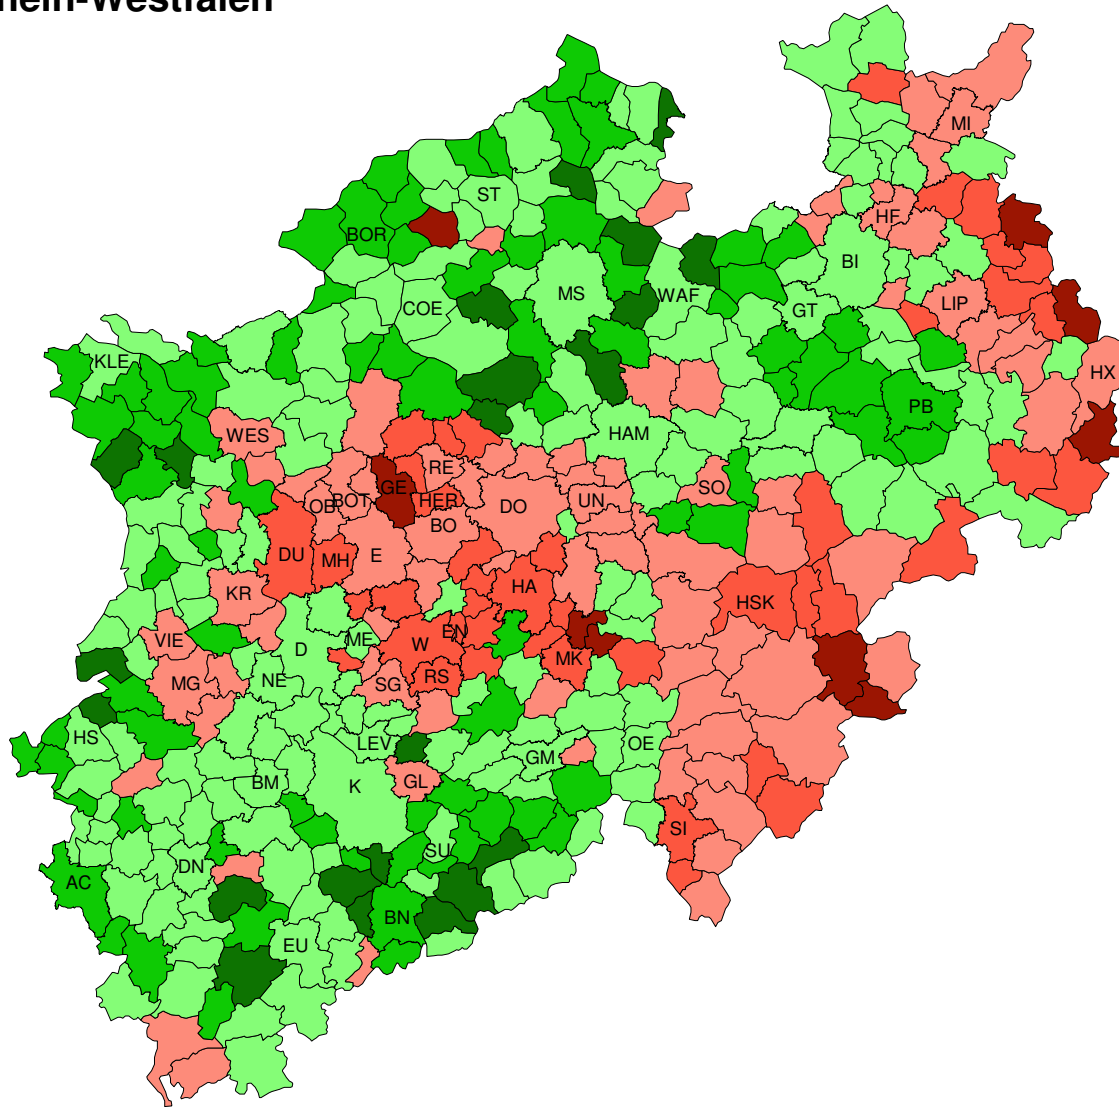 hein-Westfalen
MI
ST
HF
BOR
BI
MS
WAF
COE
LIP
GT
KLE
HX
PB
WES
HAM
RE
GE
SO
BOT
HER
UN
OB
DO
BO
DU
E
MH
HA
KR
HSK
EN
VIE
ME
W
D
MK
RS
NE
MG
SG
HS
LEV
OE
GM
BM
GL
K
SI
SU
DN
AC
BN
EU